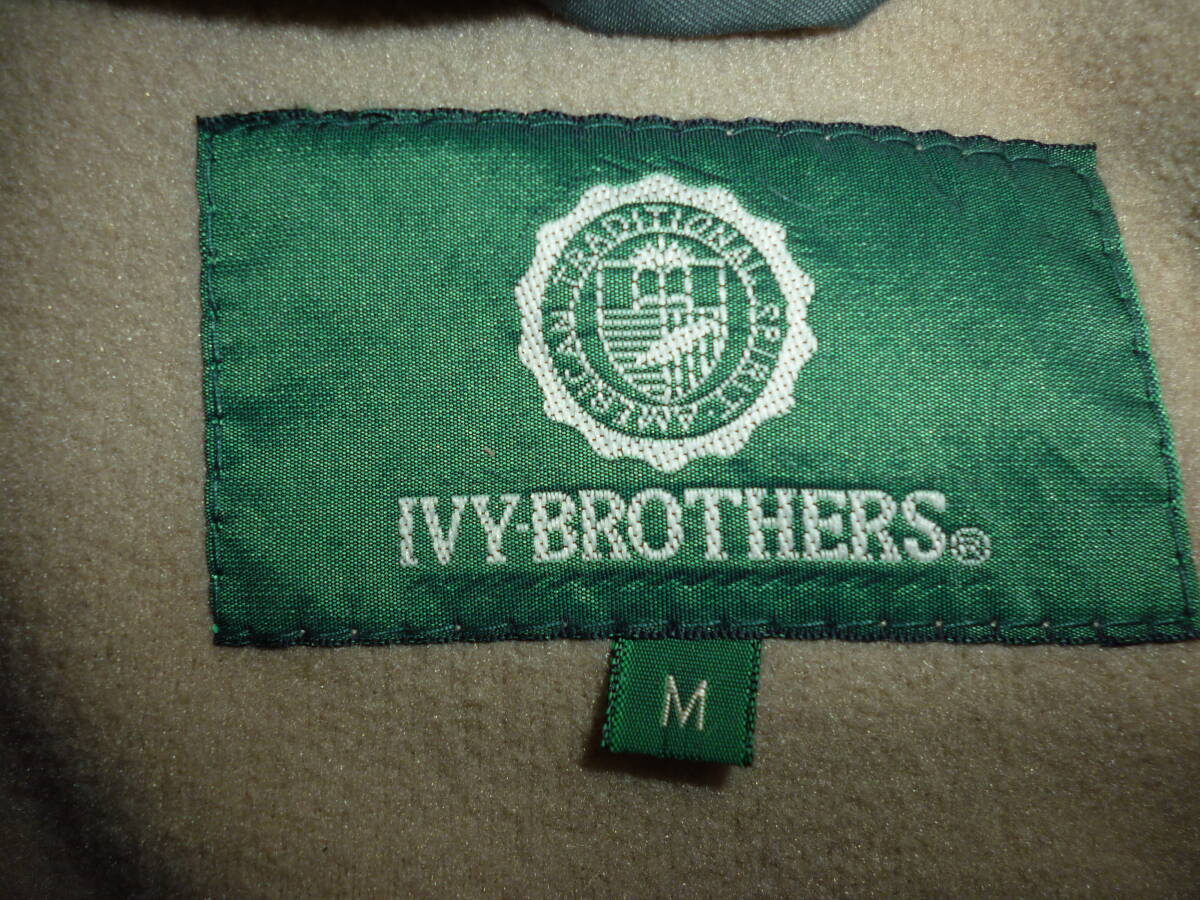 TRADITIONAL SPIRIT
AMERICAN
IVY-BROTHERS®
M